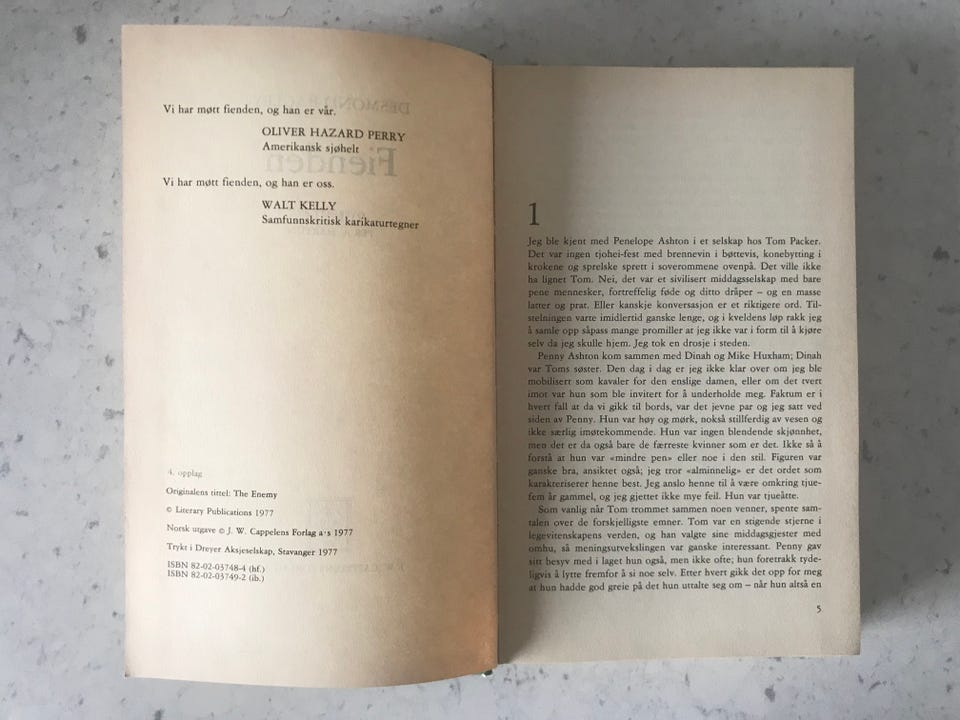 Vi har møtt fienden, og han er vår.
OLIVER HAZARD PERRY
Amerikansk sjøhelt
Vi har møtt fienden, og han er oss.
WALT KELLY
Samfunnskritisk karikaturtegner
4. opplag
Originalens tittel: The Enemy
© Literary Publications 1977
Norsk utgave © J. W. Cappelens Forlag a·s 1977
Trykt i Dreyer Aksjeselskap, Stavanger 1977
ISBN 82-02-03748-4 (hf.)
ISBN 82-02-03749-2 (ib.)
1
Jeg ble kjent med Penelope Ashton i et selskap hos Tom Packer.
Det var ingen tjohei-fest med brennevin i bøttevis, konebytting i
krokene og sprelske sprett i soverommene ovenpå. Det ville ikke
ha lignet Tom. Nei, det var et sivilisert middagsselskap med bare
pene mennesker, fortreffelig føde og ditto dråper – og en masse
latter og prat. Eller kanskje konversasjon er et riktigere ord. Til-
stelningen varte imidlertid ganske lenge, og i kveldens løp rakk jeg
å samle opp såpass mange promiller at jeg ikke var i form til å kjøre
selv da jeg skulle hjem. Jeg tok en drosje i steden.
Penny Ashton kom sammen med Dinah og Mike Huxham; Dinah
var Toms søster. Den dag i dag er jeg ikke klar over om jeg ble
mobilisert som kavaler for den enslige damen, eller om det tvert
imot var hun som ble invitert for å underholde meg. Faktum er i
hvert fall at da vi gikk til bords, var det jevne par og jeg satt ved
siden av Penny. Hun var høy og mørk, nokså stillferdig av vesen og
ikke særlig imøtekommende. Hun var ingen blendende skjønnhet,
men det er da også bare de færreste kvinner som er det. Ikke så å
forstå at hun var «mindre pen» eller noe i den stil. Figuren var
ganske bra, ansiktet også; jeg tror «alminnelig» er det ordet som
karakteriserer henne best. Jeg anslo henne til å være omkring tjue-
fem år gammel, og jeg gjettet ikke mye feil. Hun var tjueåtte.
Som vanlig når Tom trommet sammen noen venner, spente sam-
talen over de forskjelligste emner. Tom var en stigende stjerne i
legevitenskapens verden, og han valgte sine middagsgjester med
omhu, så meningsutvekslingen var ganske interessant. Penny gav
sitt besyv med i laget hun også, men ikke ofte; hun foretrakk tyde-
ligvis å lytte fremfor å si noe selv. Etter hvert gikk det opp for meg
at hun hadde god greie på det hun uttalte seg om – når hun altså en
5